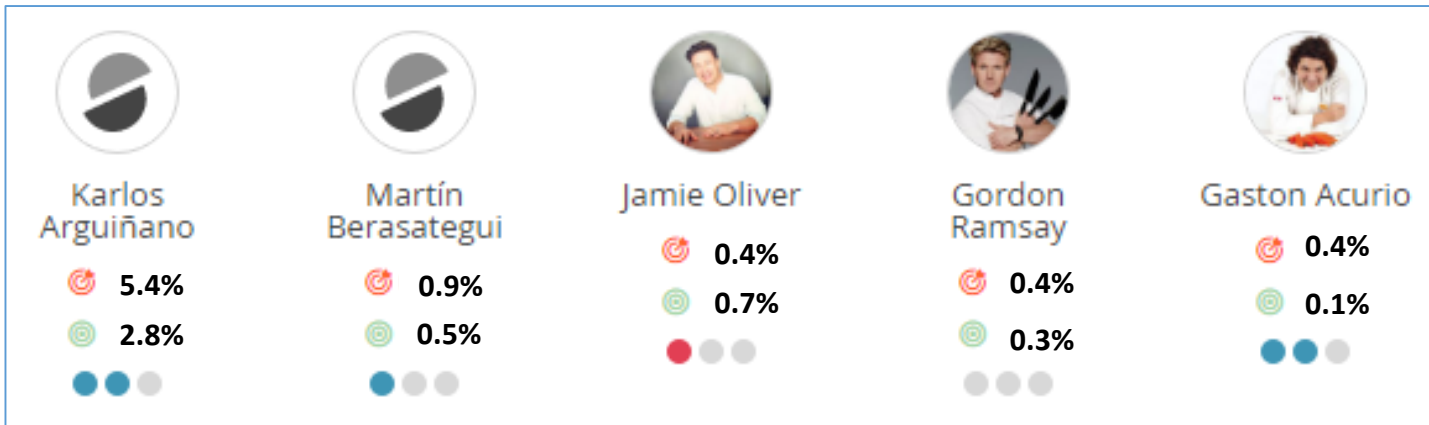 Karlos
Arguiñano
5.4%
2.8%
Martín
Berasategui
0.9%
0.5%
Jamie Oliver
0.4%
0.7%
Gordon
Ramsay
0.4%
0.3%
Gaston Acurio
0.4%
0.1%